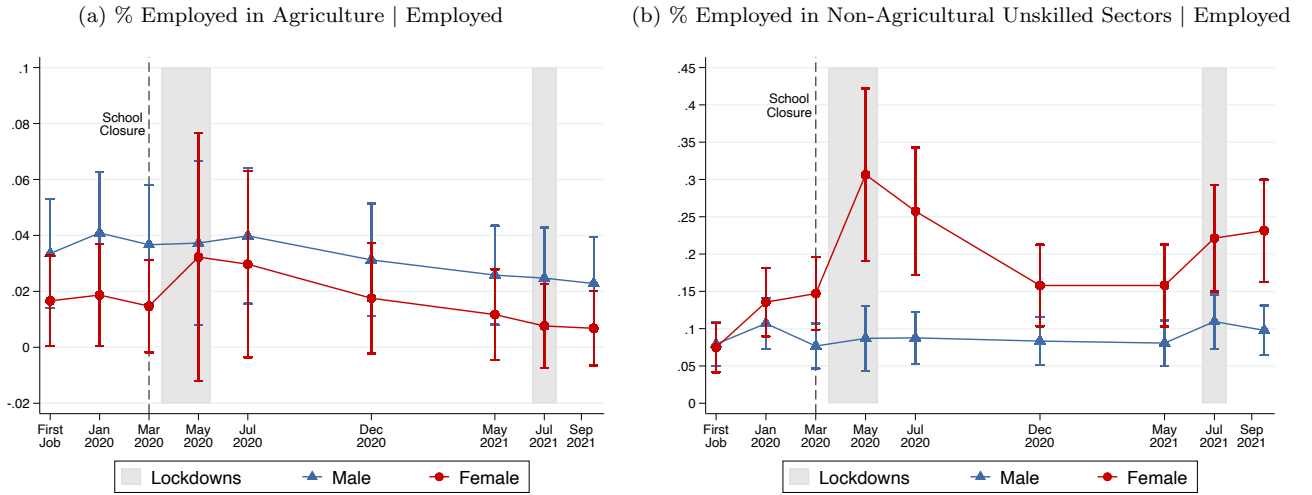 (a) % Employed in Agriculture | Employed
.1
.08
.06
.04
.02
0
-.02
School
Closure
First
Job
Jan
2020
Mar
2020
May
2020
Jul
2020
Dec
2020
May
2021
Jul
2021
Sep
2021
Lockdowns
Male
Female
(b) % Employed in Non-Agricultural Unskilled Sectors | Employed
.45
.4
.35
.3
.25
.2
.15
.1
.05
0
School
Closure
First
Job
Jan
2020
Mar
2020
May
2020
Jul
2020
Dec
2020
May
2021
Jul
2021
Sep
2021
Lockdowns
Male
Female